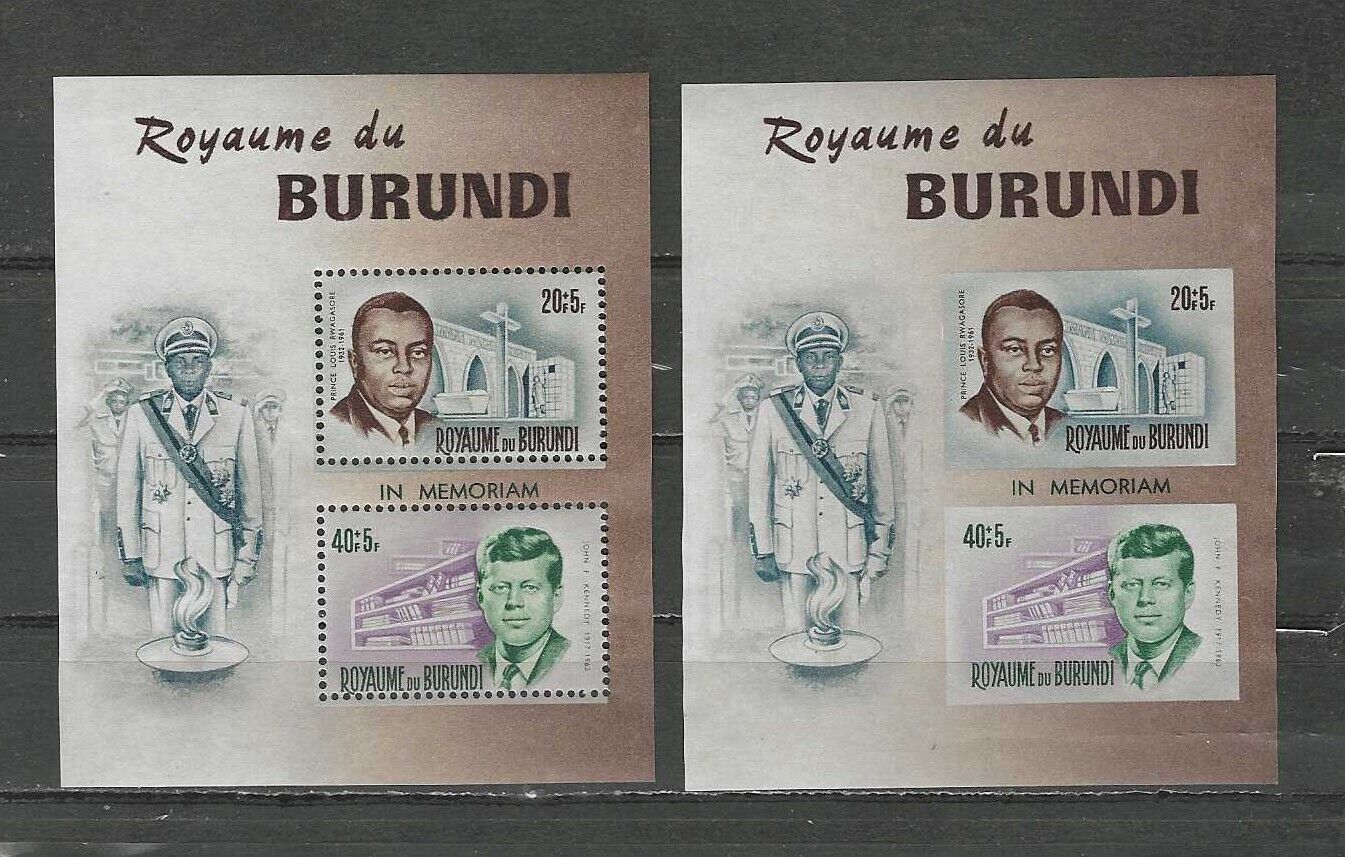 Royaume du
BURUNDI
PRINCE LOUIS RWAGASORE
1932-1961
20F+5F
ROYAUME DU BURUNDI
IN MEMORIAM
40F+5F
JOHN F. KENNEDY 1917-1963
ROYAUME DU BURUNDI
Royaume du
BURUNDI
PRINCE LOUIS RWAGASORE
1932-1961
20F+5F
ROYAUME DU BURUNDI
IN MEMORIAM
40F+5F
JOHN F. KENNEDY 1917-1963
ROYAUME DU BURUNDI